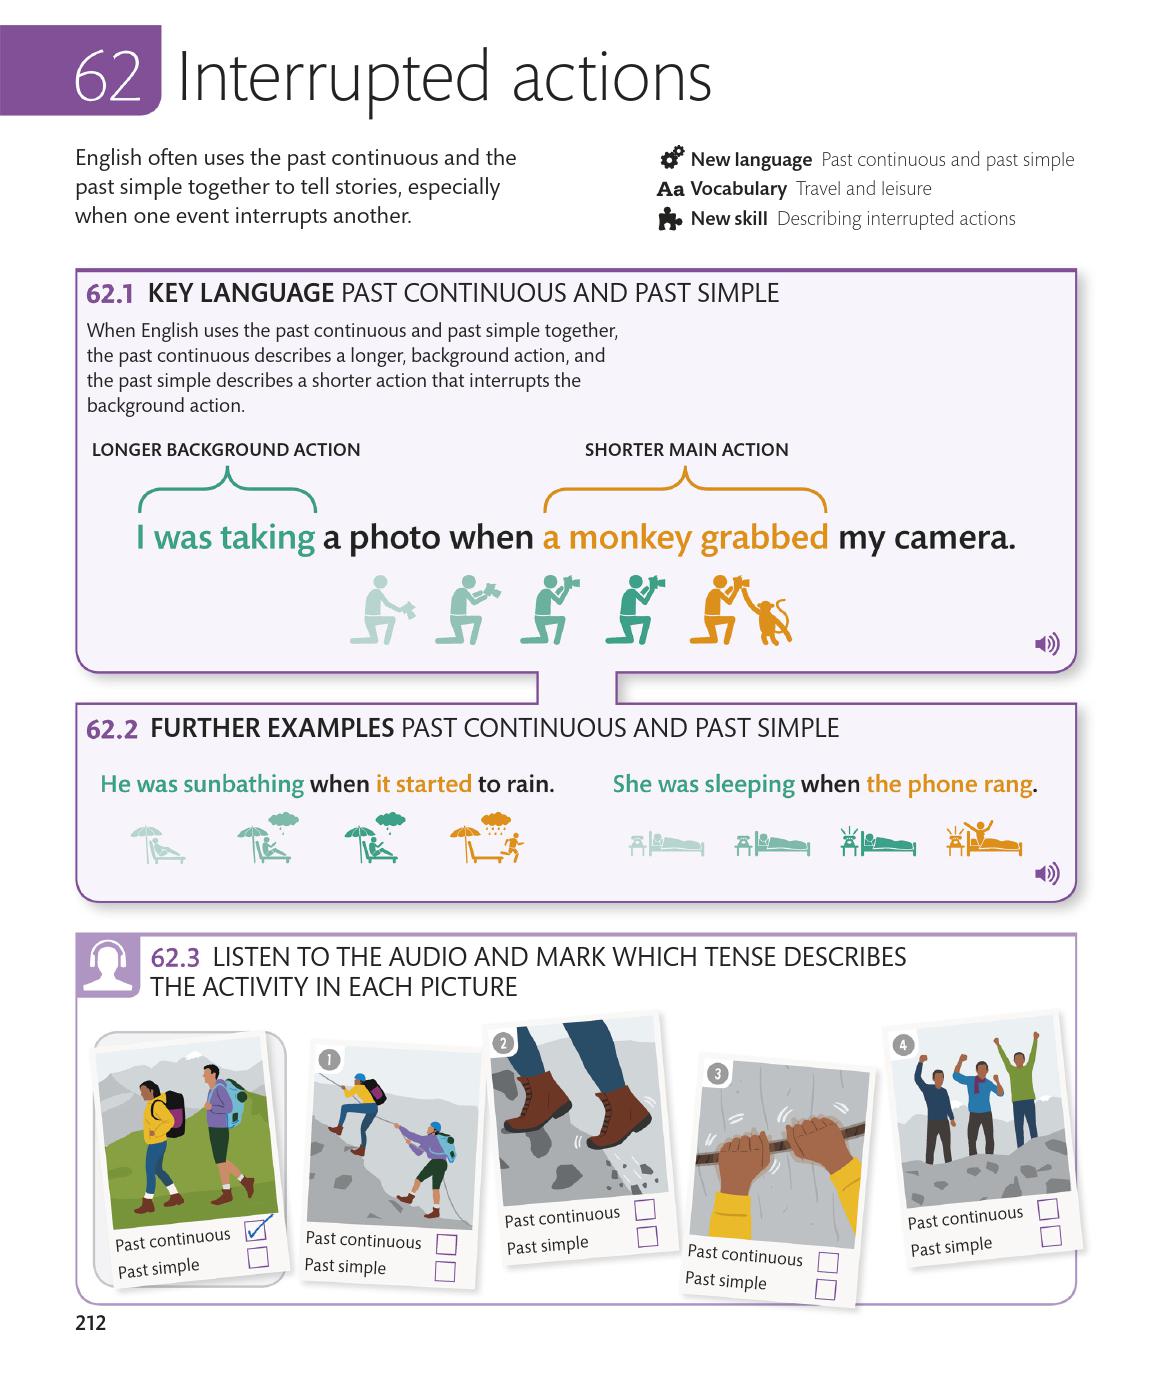 62 Interrupted actions
English often uses the past continuous and the
past simple together to tell stories, especially
when one event interrupts another.
New language Past continuous and past simple
Aa Vocabulary Travel and leisure
New skill Describing interrupted actions
62.1 KEY LANGUAGE PAST CONTINUOUS AND PAST SIMPLE
When English uses the past continuous and past simple together,
the past continuous describes a longer, background action, and
the past simple describes a shorter action that interrupts the
background action.
LONGER BACKGROUND ACTION
SHORTER MAIN ACTION
I was taking a photo when a monkey grabbed my camera.
62.2 FURTHER EXAMPLES PAST CONTINUOUS AND PAST SIMPLE
He was sunbathing when it started to rain.
She was sleeping when the phone rang.
62.3 LISTEN TO THE AUDIO AND MARK WHICH TENSE DESCRIBES
THE ACTIVITY IN EACH PICTURE
Past continuous
Past simple
1
Past continuous
Past simple
2
Past continuous
Past simple
3
Past continuous
Past simple
4
Past continuous
Past simple
212